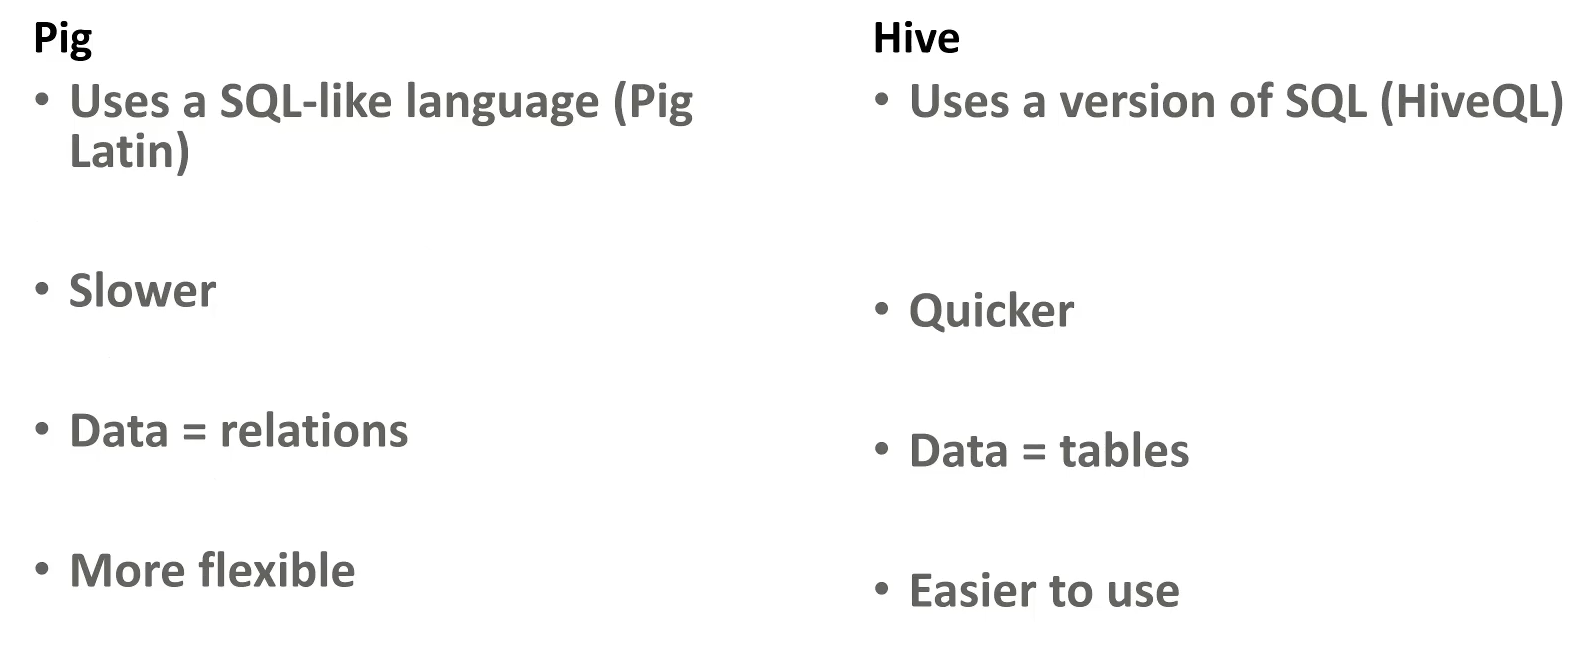 Pig
• Uses a SQL-like language (Pig
Latin)
• Slower
• Data = relations
• More flexible
Hive
• Uses a version of SQL (HiveQL)
• Quicker
• Data = tables
• Easier to use